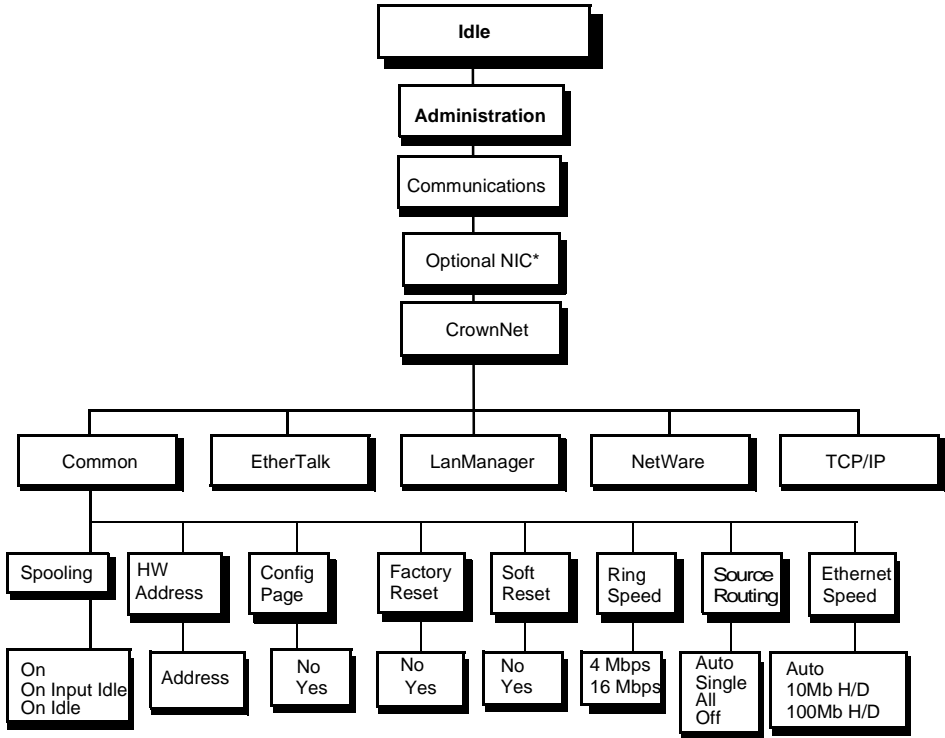 Idle
Administration
Communications
Optional NIC*
CrownNet
Common
EtherTalk
LanManager
NetWare
TCP/IP
Spooling
HW
Address
Config
Page
Factory
Reset
Soft
Reset
Ring
Speed
Source
Routing
Ethernet
Speed
On
On Input Idle
On Idle
Address
No
Yes
No
Yes
No
Yes
4 Mbps
16 Mbps
Auto
Single
All
Off
Auto
10Mb H/D
100Mb H/D